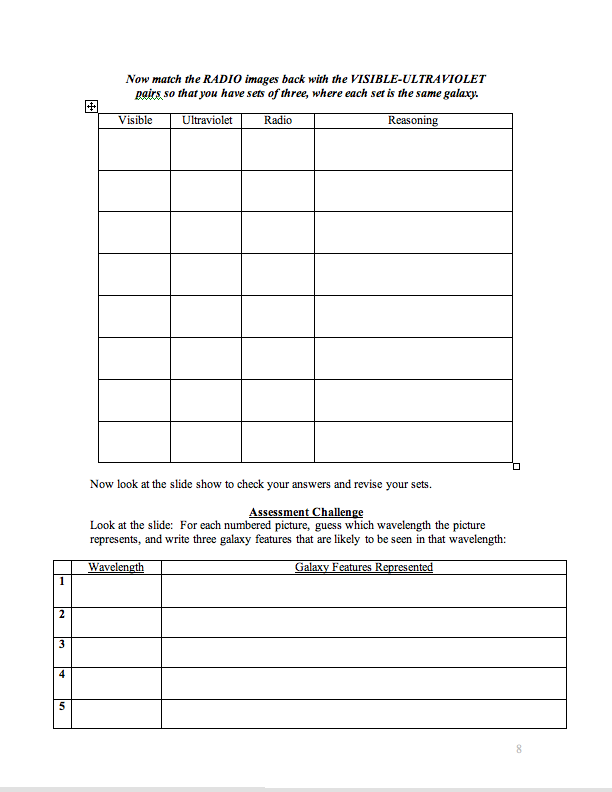 Now match the RADIO images back with the VISIBLE-ULTRAVIOLET
pairs so that you have sets of three, where each set is the same galaxy.
Visible Ultraviolet Radio Reasoning
Now look at the slide show to check your answers and revise your sets.
Assessment Challenge
Look at the slide: For each numbered picture, guess which wavelength the picture
represents, and write three galaxy features that are likely to be seen in that wavelength:
Wavelength Galaxy Features Represented
1
2
3
4
5
8